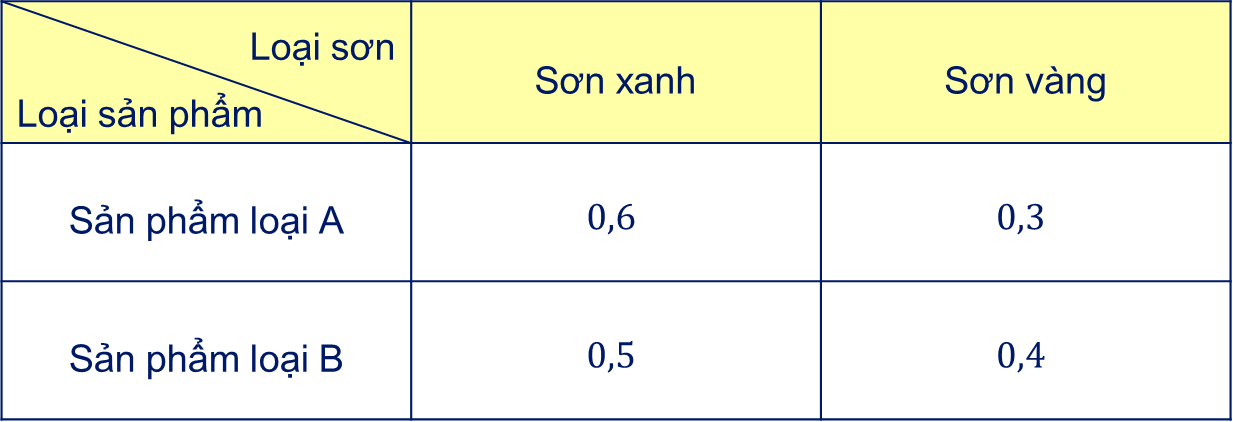 Loại sơn
Loại sản phẩm
Sơn xanh
Sơn vàng
Sản phẩm loại A
0,6
0,3
Sản phẩm loại B
0,5
0,4